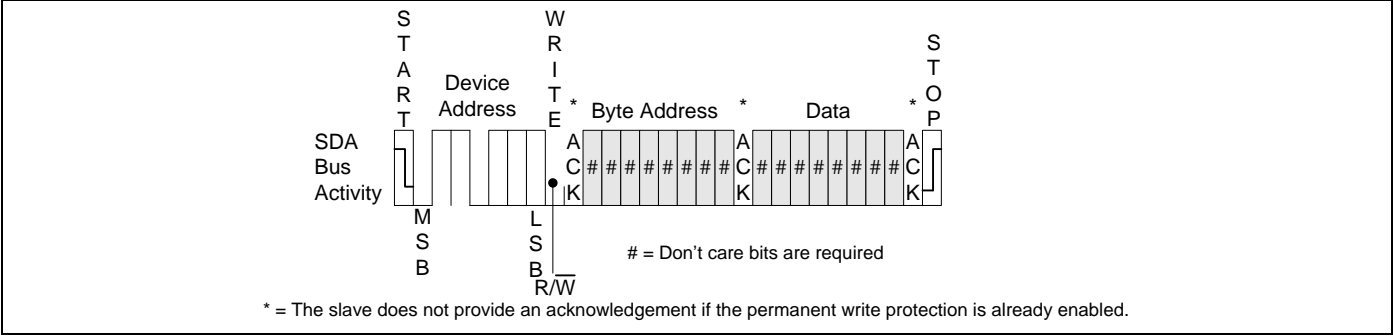 START
WRITE
STOP
Device
Address
* Byte Address * Data *
SDA
Bus
Activity
ACK # # # # # # # # ACK # # # # # # # # ACK
MSB
LSB
R/W̅
# = Don't care bits are required
* = The slave does not provide an acknowledgement if the permanent write protection is already enabled.